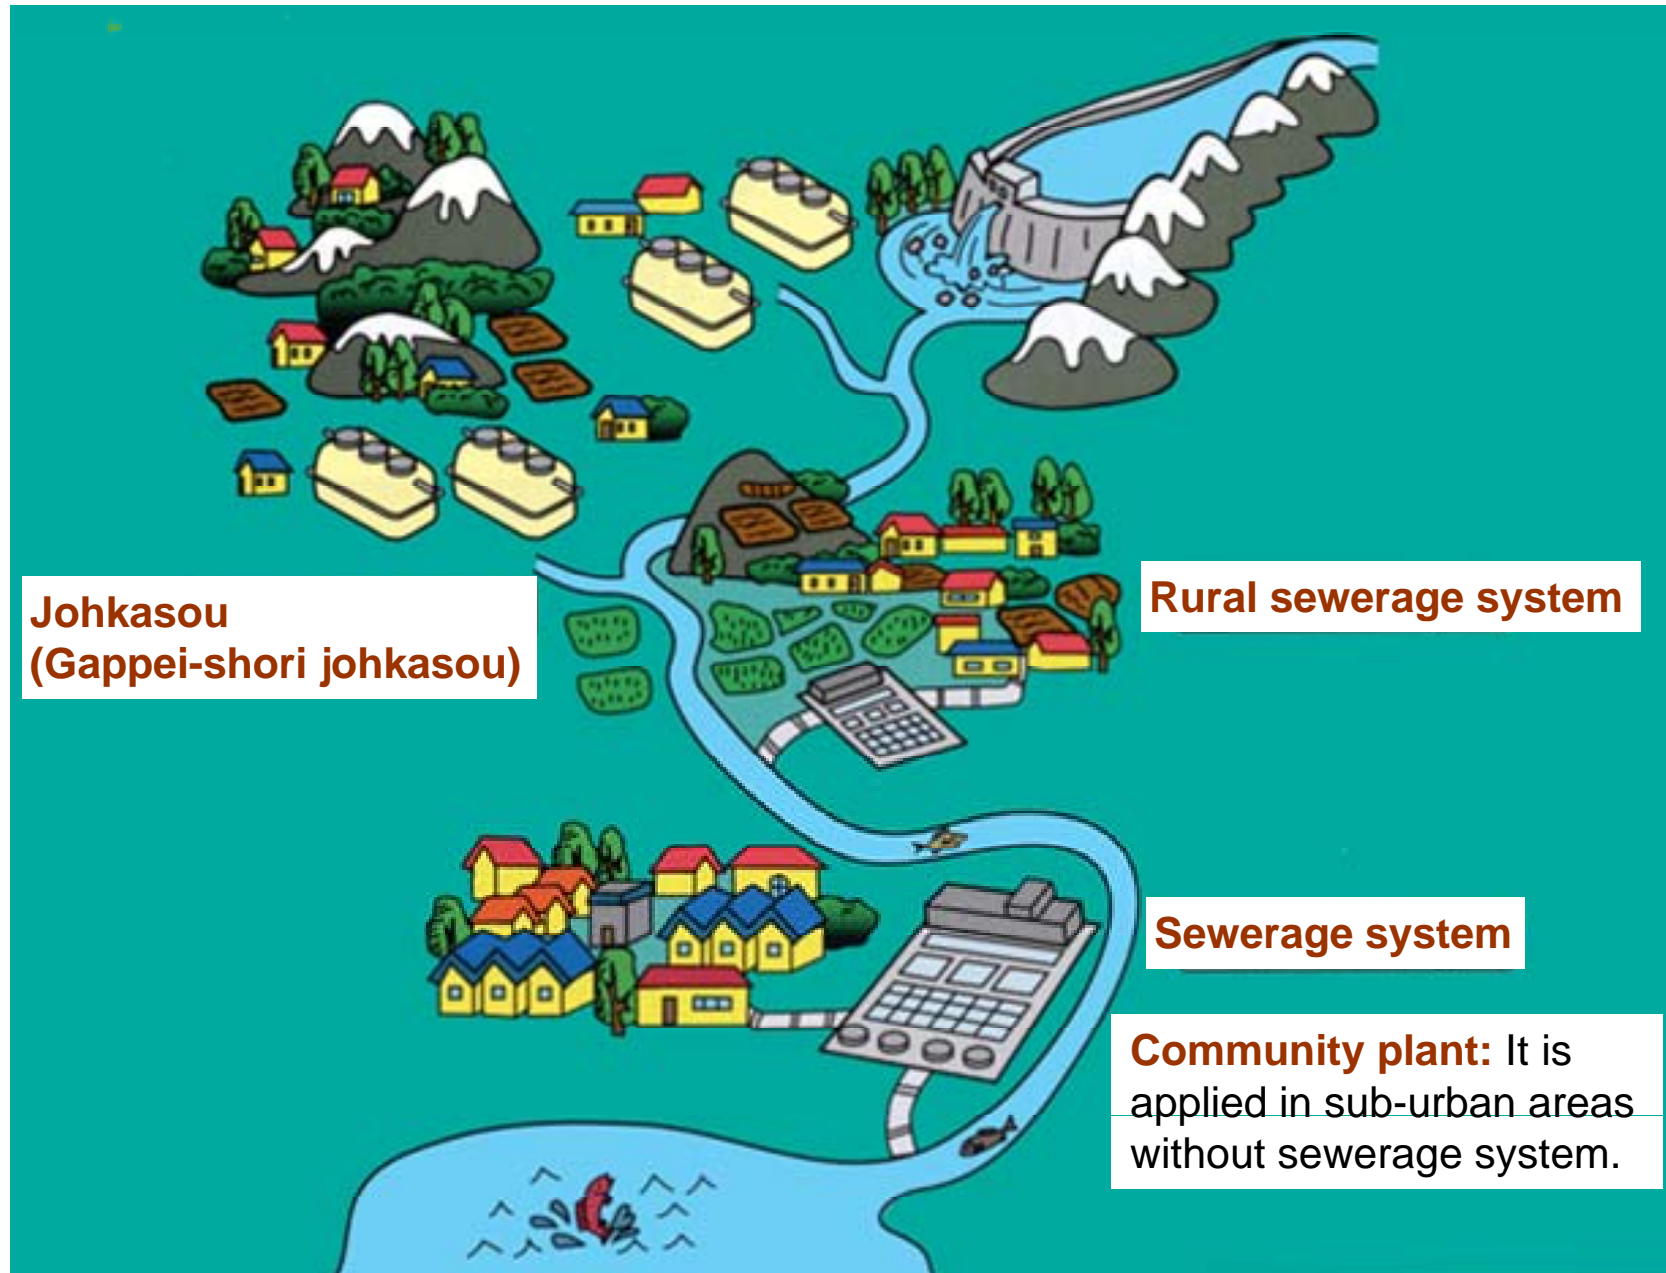 Johkasou
(Gappei-shori johkasou)
Rural sewerage system
Sewerage system
Community plant: It is
applied in sub-urban areas
without sewerage system.